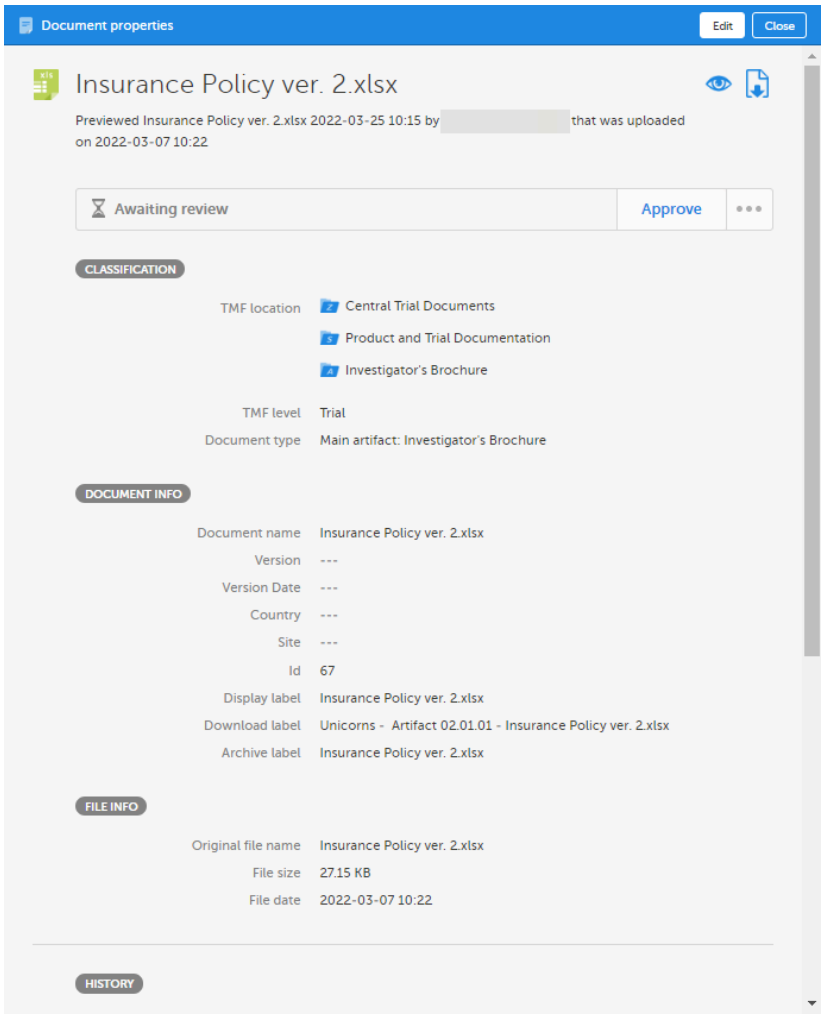 Document properties
Edit
Close
xls
Insurance Policy ver. 2.xlsx
Previewed Insurance Policy ver. 2.xlsx 2022-03-25 10:15 by that was uploaded
on 2022-03-07 10:22
Awaiting review
Approve
CLASSIFICATION
TMF location
Z Central Trial Documents
S Product and Trial Documentation
A Investigator's Brochure
TMF level Trial
Document type Main artifact: Investigator's Brochure
DOCUMENT INFO
Document name Insurance Policy ver. 2.xlsx
Version ---
Version Date ---
Country ---
Site ---
Id 67
Display label Insurance Policy ver. 2.xlsx
Download label Unicorns - Artifact 02.01.01 - Insurance Policy ver. 2.xlsx
Archive label Insurance Policy ver. 2.xlsx
FILE INFO
Original file name Insurance Policy ver. 2.xlsx
File size 27.15 KB
File date 2022-03-07 10:22
HISTORY